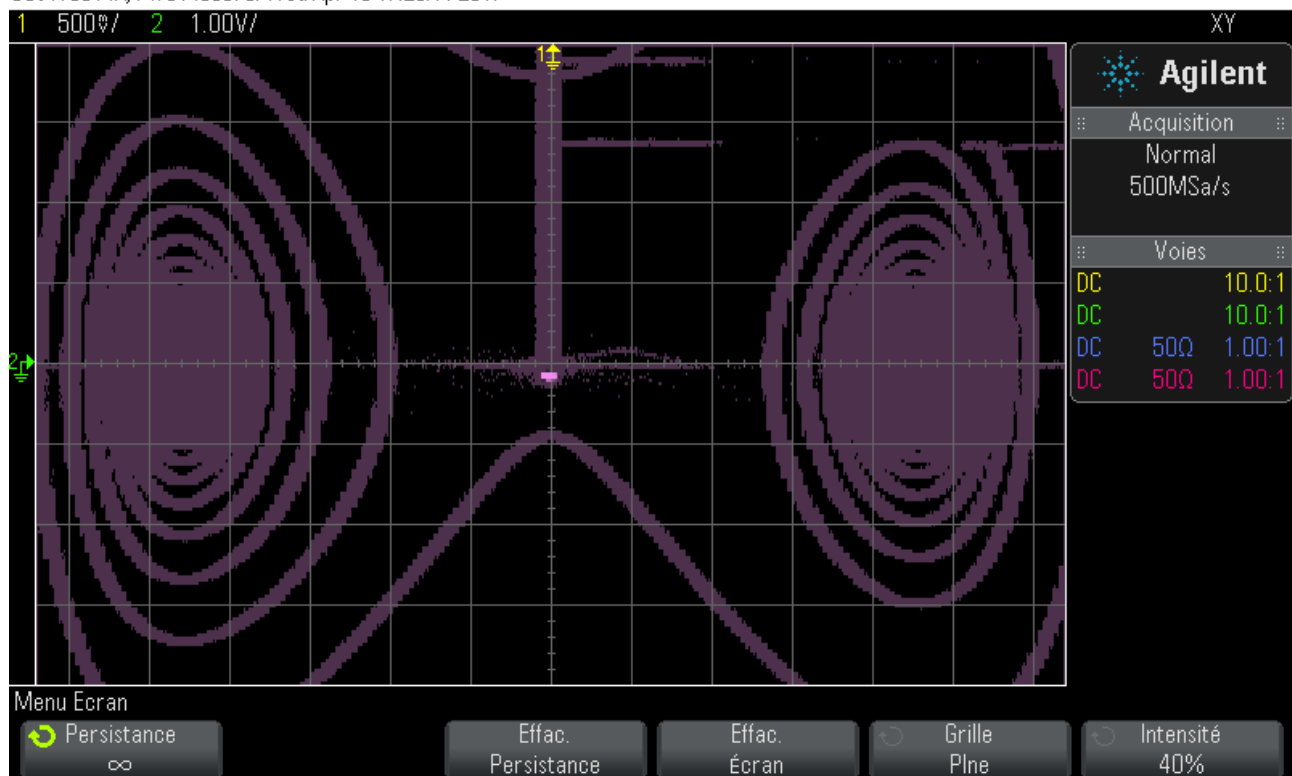 1 500mV/ 2 1.00V/ XY
1
Agilent
Acquisition
Normal
500MSa/s
Voies
DC 10.0:1
DC 10.0:1
DC 50Ω 1.00:1
DC 50Ω 1.00:1
2
Menu Ecran
Persistance
∞
Effac.
Persistance
Effac.
Écran
Grille
Plne
Intensité
40%